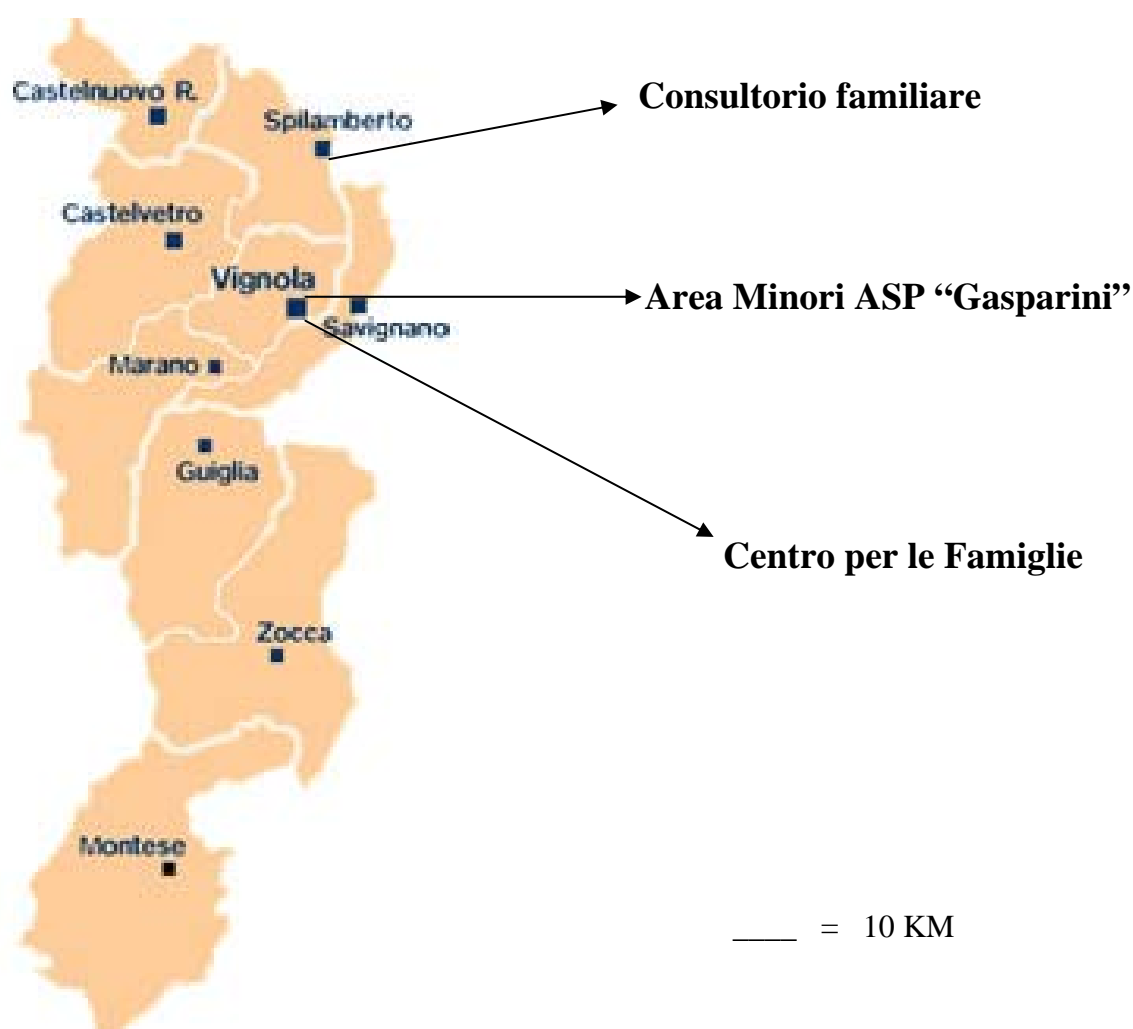 Castelnuovo R.
Consultorio familiare
Spilamberto
Castelvetro
Vignola
Area Minori ASP “Gasparini”
Savignano
Marano
Guiglia
Centro per le Famiglie
Zocca
Montese
____ = 10 KM